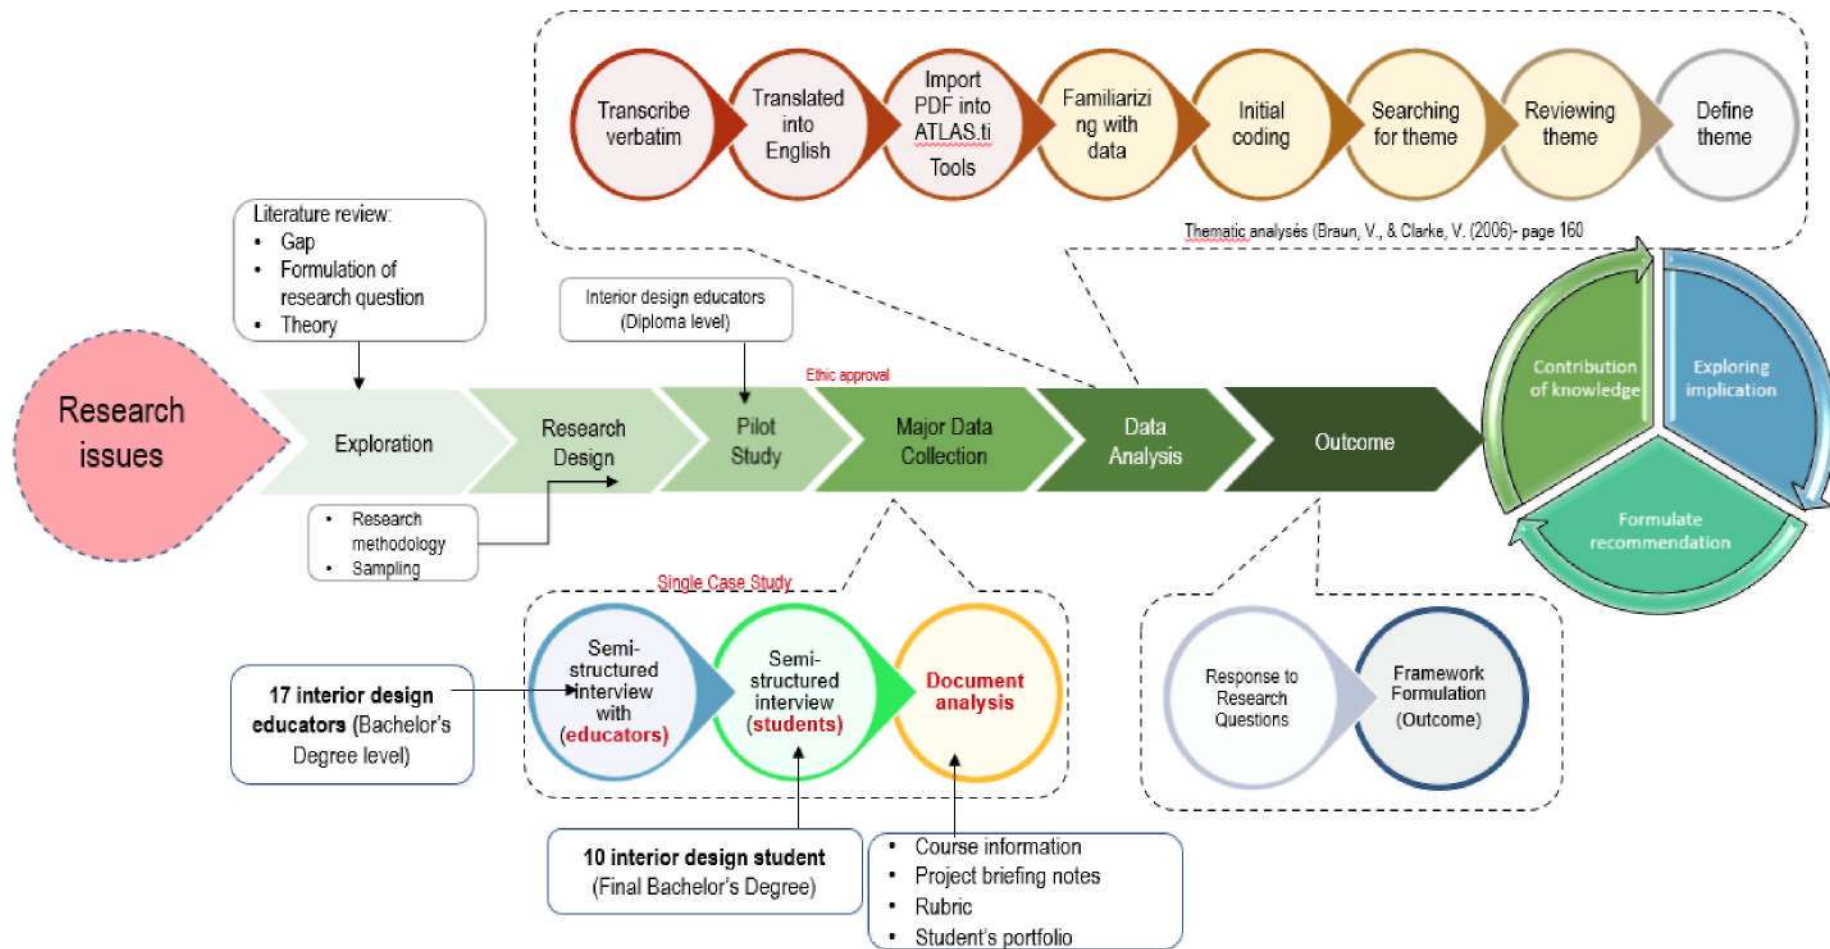 Transcribe
verbatim
Translated
into
English
Import
PDF into
ATLAS.ti
Tools
Familiarizi
ng with
data
Initial
coding
Searching
for theme
Reviewing
theme
Define
theme
Thematic analysés (Braun, V., & Clarke, V. (2006)- page 160
Literature review:
• Gap
• Formulation of
research question
• Theory
Interior design educators
(Diploma level)
Ethic approval
Research
issues
Exploration
Research
Design
Pilot
Study
Major Data
Collection
Data
Analysis
Outcome
Contribution
of knowledge
Exploring
implication
Formulate
recommendation
• Research
methodology
• Sampling
Single Case Study
Semi-
structured
interview
with
(educators)
Semi-
structured
interview
(students)
Document
analysis
Response to
Research
Questions
Framework
Formulation
(Outcome)
17 interior design
educators (Bachelor's
Degree level)
10 interior design student
(Final Bachelor's Degree)
• Course information
• Project briefing notes
• Rubric
• Student's portfolio